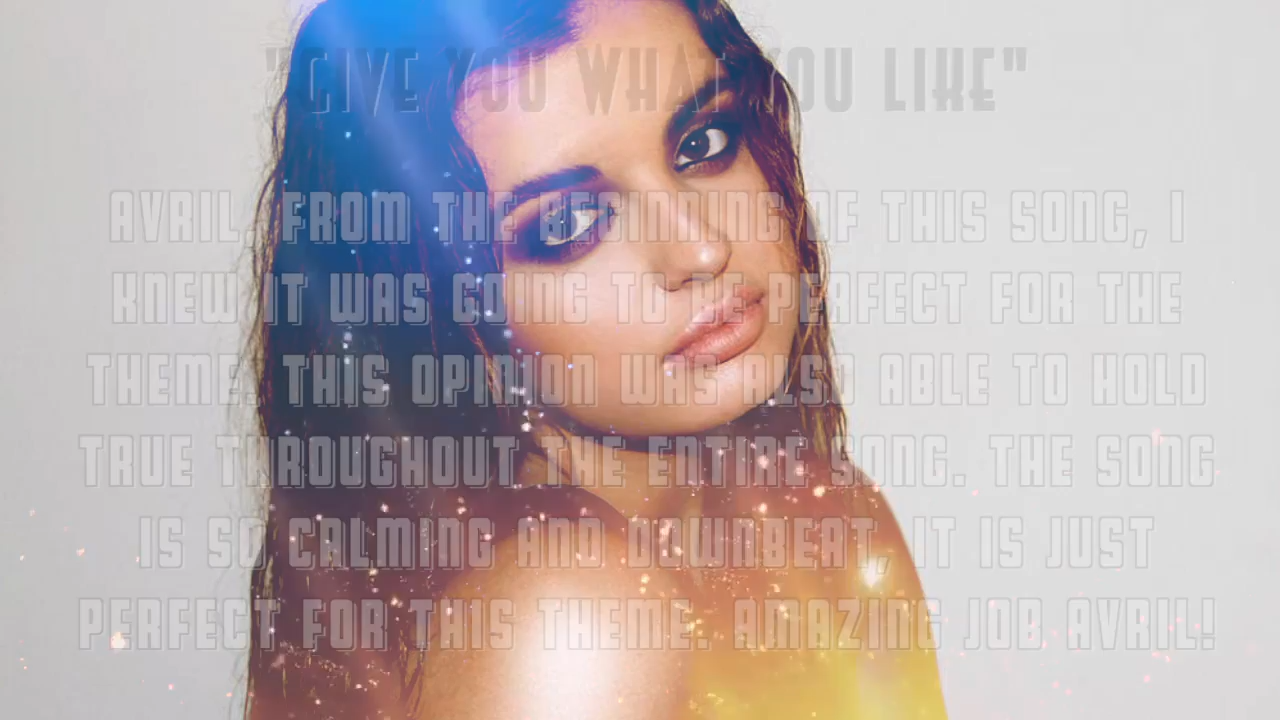 "GIVE YOU WHAT YOU LIKE"
AVRIL, FROM THE BEGINNING OF THIS SONG, I
KNEW IT WAS GOING TO BE PERFECT FOR THE
THEME. THIS OPINION WAS ALSO ABLE TO HOLD
TRUE THROUGHOUT THE ENTIRE SONG. THE SONG
IS SO CALMING AND DOWNBEAT, IT IS JUST
PERFECT FOR THIS THEME. AMAZING JOB AVRIL!